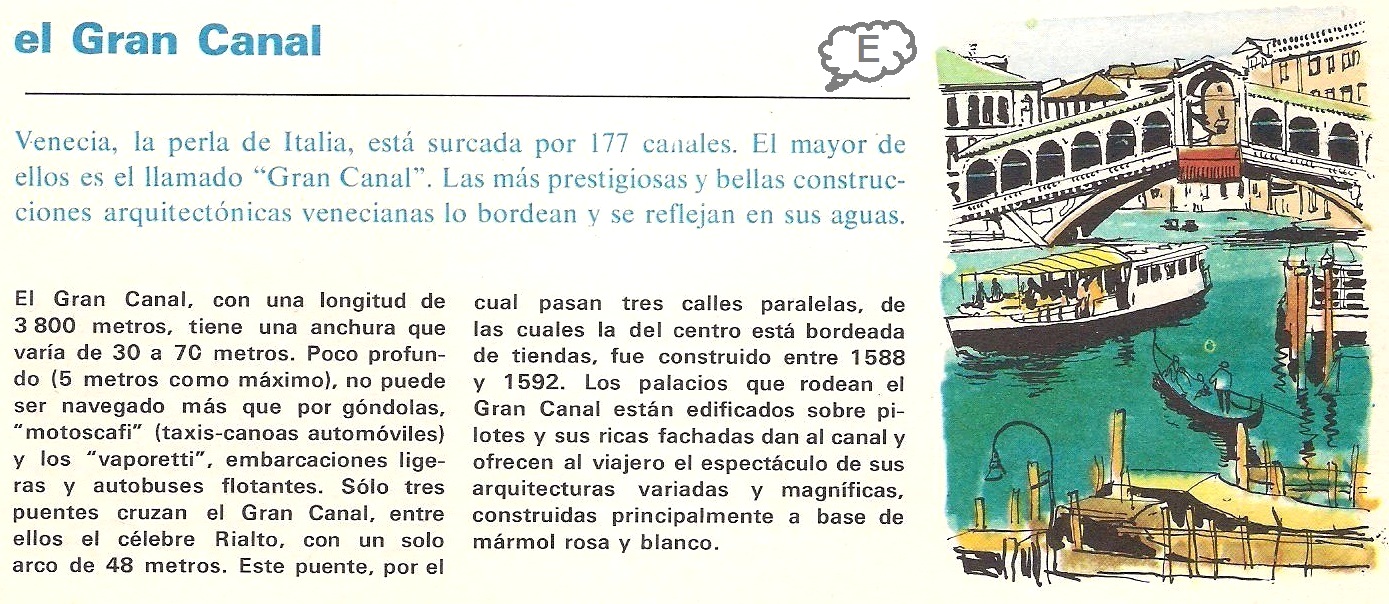 el Gran Canal
E
Venecia, la perla de Italia, está surcada por 177 canales. El mayor de
ellos es el llamado “Gran Canal”. Las más prestigiosas y bellas construc-
ciones arquitectónicas venecianas lo bordean y se reflejan en sus aguas.
El Gran Canal, con una longitud de
3 800 metros, tiene una anchura que
varía de 30 a 70 metros. Poco profun-
do (5 metros como máximo), no puede
ser navegado más que por góndolas,
“motoscafi” (taxis-canoas automóviles)
y los “vaporetti”, embarcaciones lige-
ras y autobuses flotantes. Sólo tres
puentes cruzan el Gran Canal, entre
ellos el célebre Rialto, con un solo
arco de 48 metros. Este puente, por el
cual pasan tres calles paralelas, de
las cuales la del centro está bordeada
de tiendas, fue construido entre 1588
y 1592. Los palacios que rodean el
Gran Canal están edificados sobre pi-
lotes y sus ricas fachadas dan al canal y
ofrecen al viajero el espectáculo de sus
arquitecturas variadas y magníficas,
construidas principalmente a base de
mármol rosa y blanco.